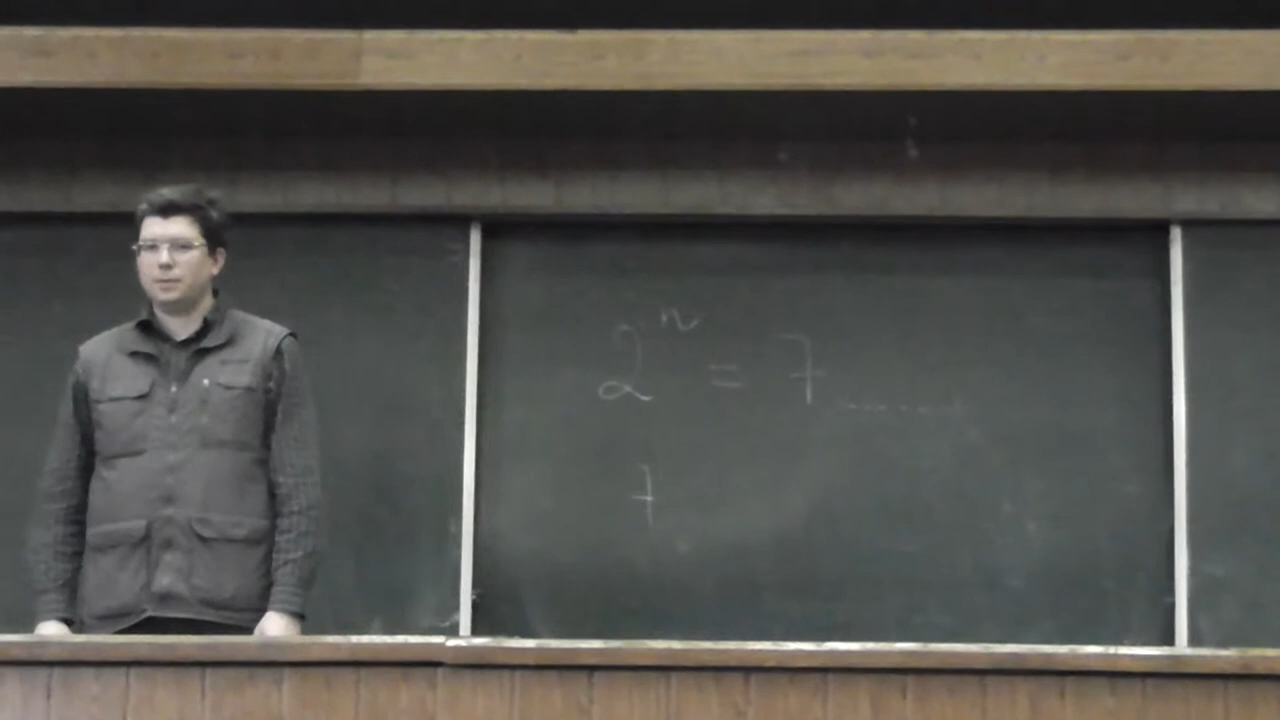 2ⁿ = 7......
7